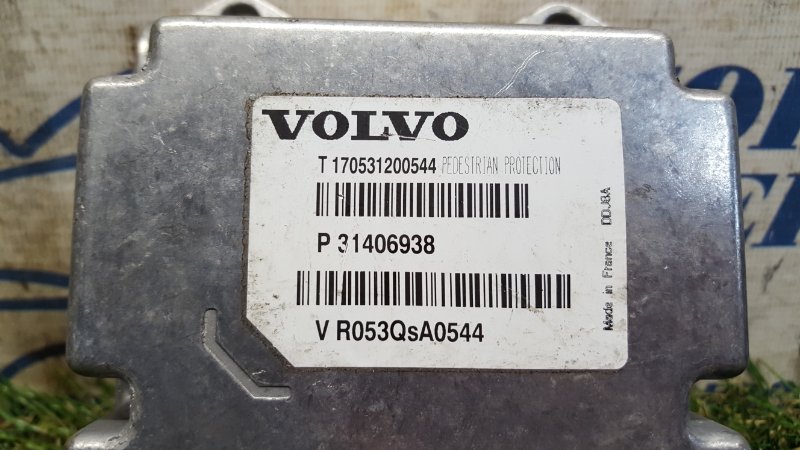 VOLVO
T 170531200544 PEDESTRIAN PROTECTION
P 31406938
V R053QsA0544
Made in France DDJBA